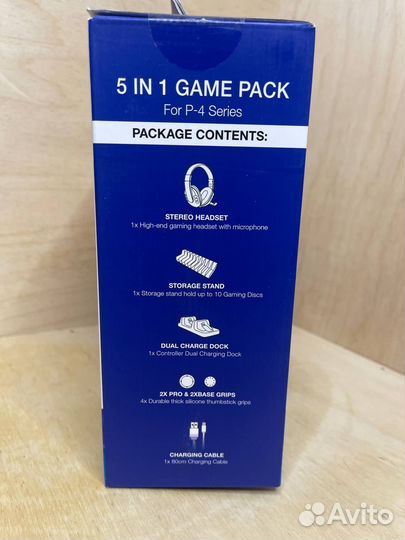 5 IN 1 GAME PACK
For P-4 Series
PACKAGE CONTENTS:
STEREO HEADSET
1x High-end gaming headset with microphone
STORAGE STAND
1x Storage stand hold up to 10 Gaming Discs
DUAL CHARGE DOCK
1x Controller Dual Charging Dock
2X PRO & 2XBASE GRIPS
4x Durable thick silicone thumbstick grips
CHARGING CABLE
1x 80cm Charging Cable
Avito